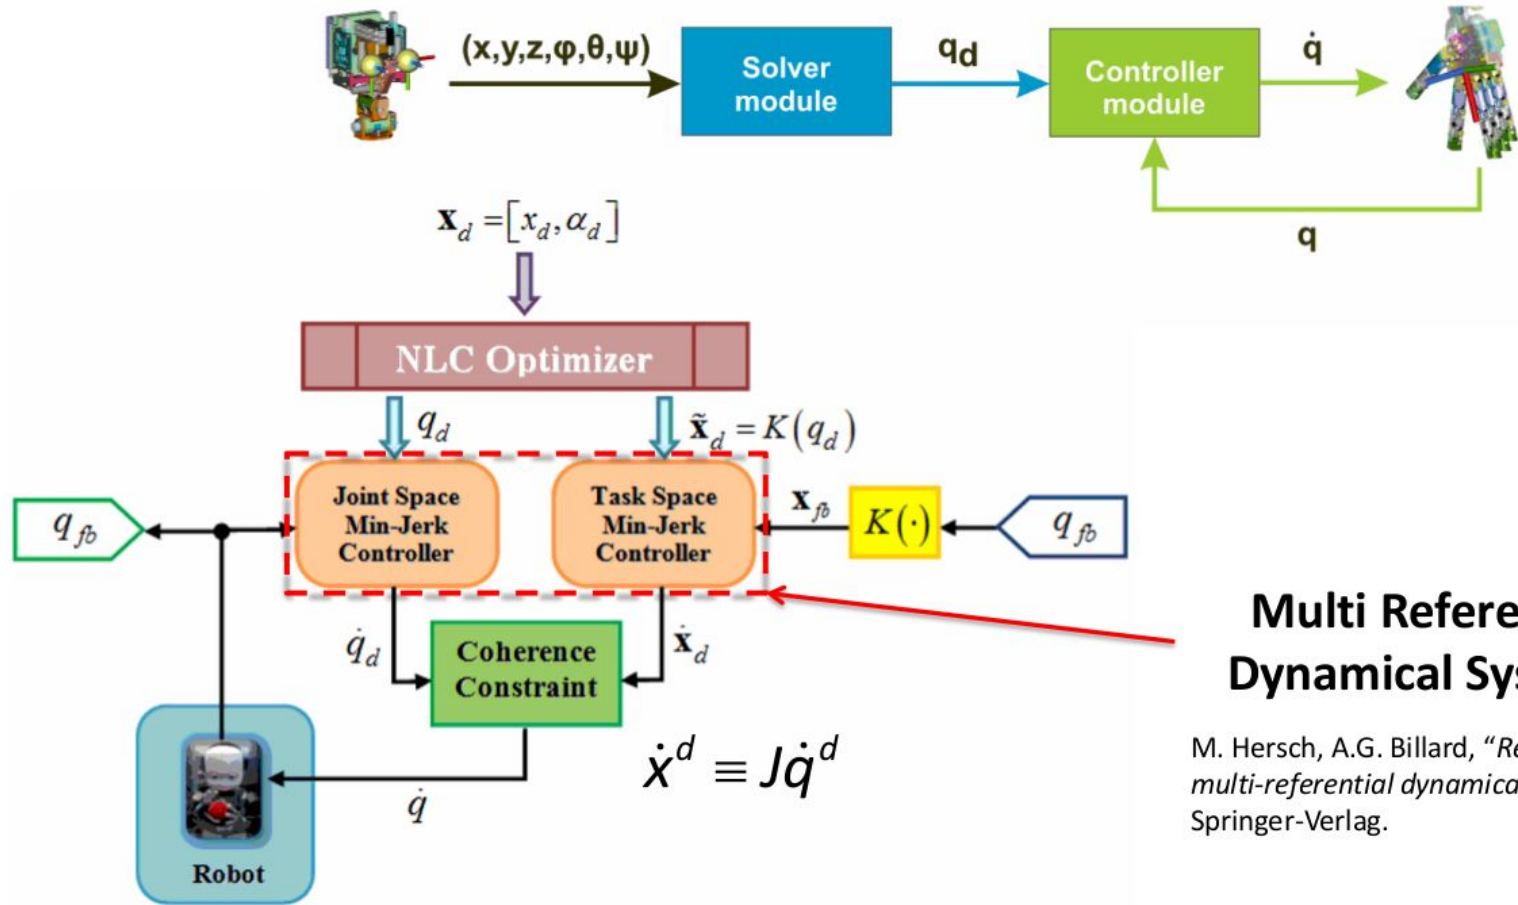 (x,y,z,φ,θ,ψ)
Solver
module
q_d
Controller
module
q̇
q
𝐱_d = [x_d, α_d]
NLC Optimizer
q_d
𝐱̃_d = K(q_d)
Joint Space
Min-Jerk
Controller
Task Space
Min-Jerk
Controller
q_fb
𝐱_fb
K(·)
q_fb
q̇_d
Coherence
Constraint
𝐱̇_d
Multi Refere
Dynamical Sys
ẋ^d ≡ Jq̇^d
M. Hersch, A.G. Billard, “Re
multi-referential dynamica
Springer-Verlag.
q̇
Robot